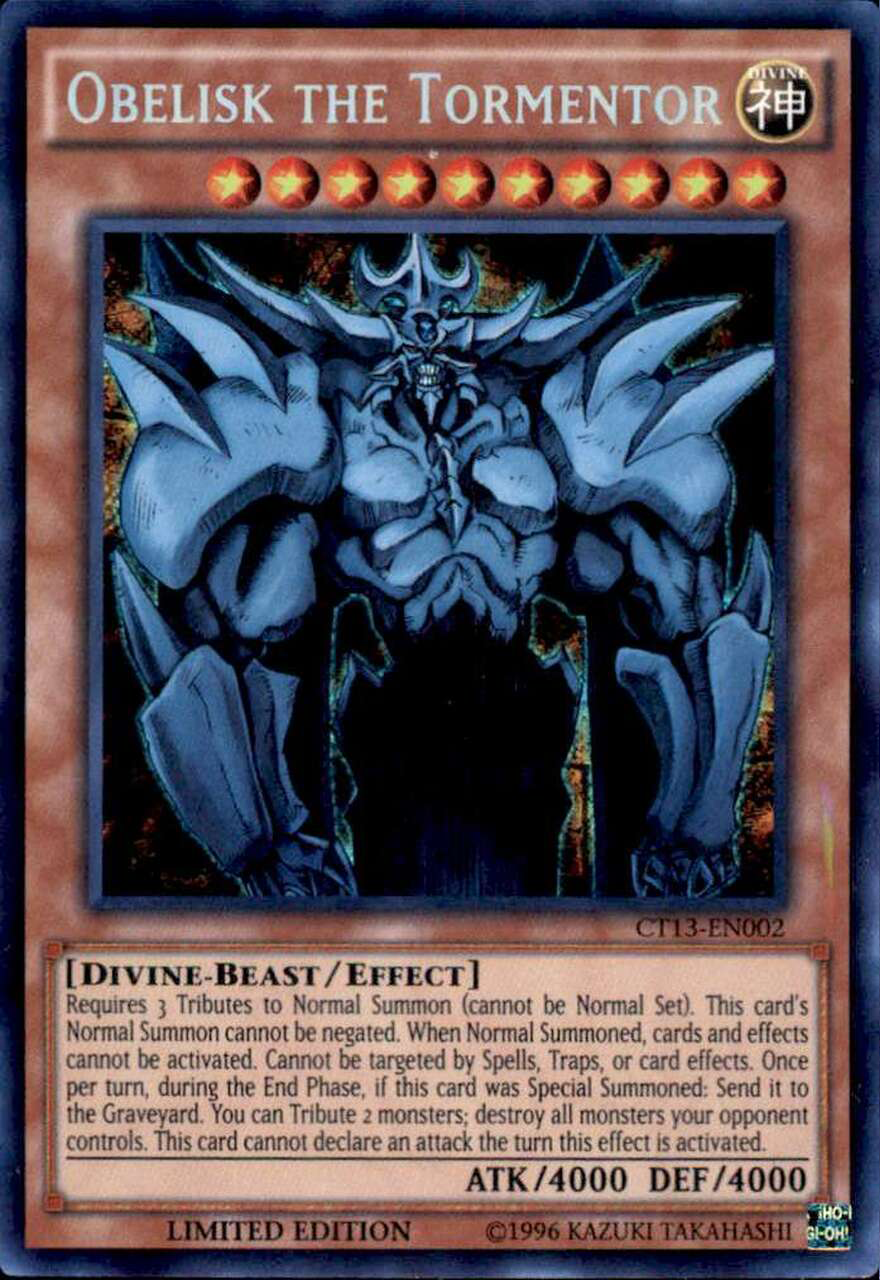 OBELISK THE TORMENTOR
DIVINE
神
CT13-EN002
[DIVINE-BEAST/EFFECT]
Requires 3 Tributes to Normal Summon (cannot be Normal Set). This card's
Normal Summon cannot be negated. When Normal Summoned, cards and effects
cannot be activated. Cannot be targeted by Spells, Traps, or card effects. Once
per turn, during the End Phase, if this card was Special Summoned: Send it to
the Graveyard. You can Tribute 2 monsters; destroy all monsters your opponent
controls. This card cannot declare an attack the turn this effect is activated.
ATK/4000 DEF/4000
LIMITED EDITION
©1996 KAZUKI TAKAHASHI
GI-OH!